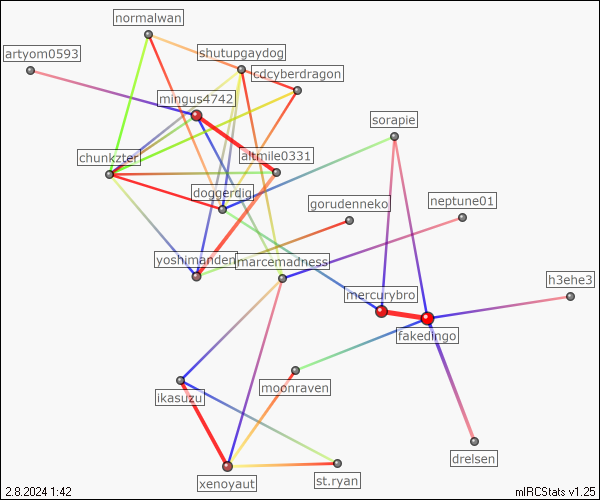 normalwan
artyom0593
shutupgaydog
cdcyberdragon
mingus4742
sorapie
chunkzter
altmile0331
doggerdig
gorudenneko
neptune01
yoshimanden
marcemadness
h3ehe3
mercurybro
fakedingo
moonraven
ikasuzu
drelsen
xenoyaut
st.ryan
2.8.2024 1:42
mIRCStats v1.25